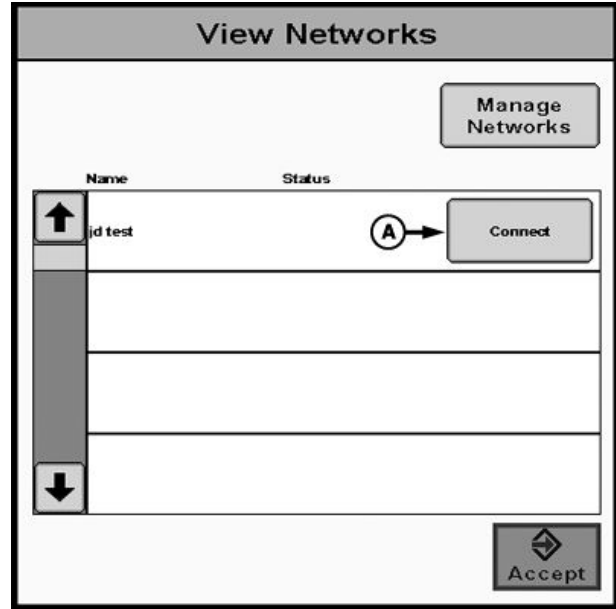 View Networks
Manage
Networks
Name Status
jd test
A
Connect
Accept